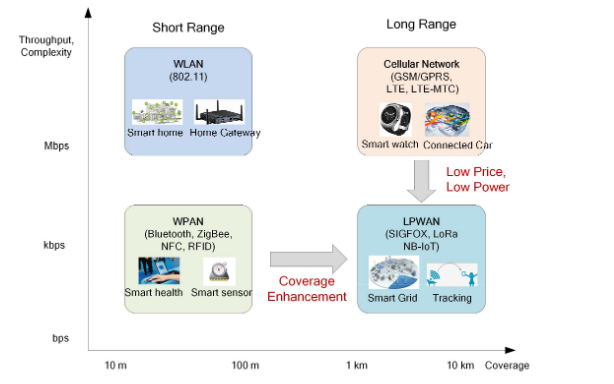 Short Range
Long Range
Throughput,
Complexity
WLAN
(802.11)
Smart home
Home Gateway
Cellular Network
(GSM/GPRS,
LTE, LTE-MTC)
Smart watch
Connected Car
Mbps
Low Price,
Low Power
WPAN
(Bluetooth, ZigBee,
NFC, RFID)
Smart health
Smart sensor
kbps
Coverage
Enhancement
LPWAN
(SIGFOX, LoRa
NB-IoT)
Smart Grid
Tracking
bps
10 m
100 m
1 km
10 km
Coverage